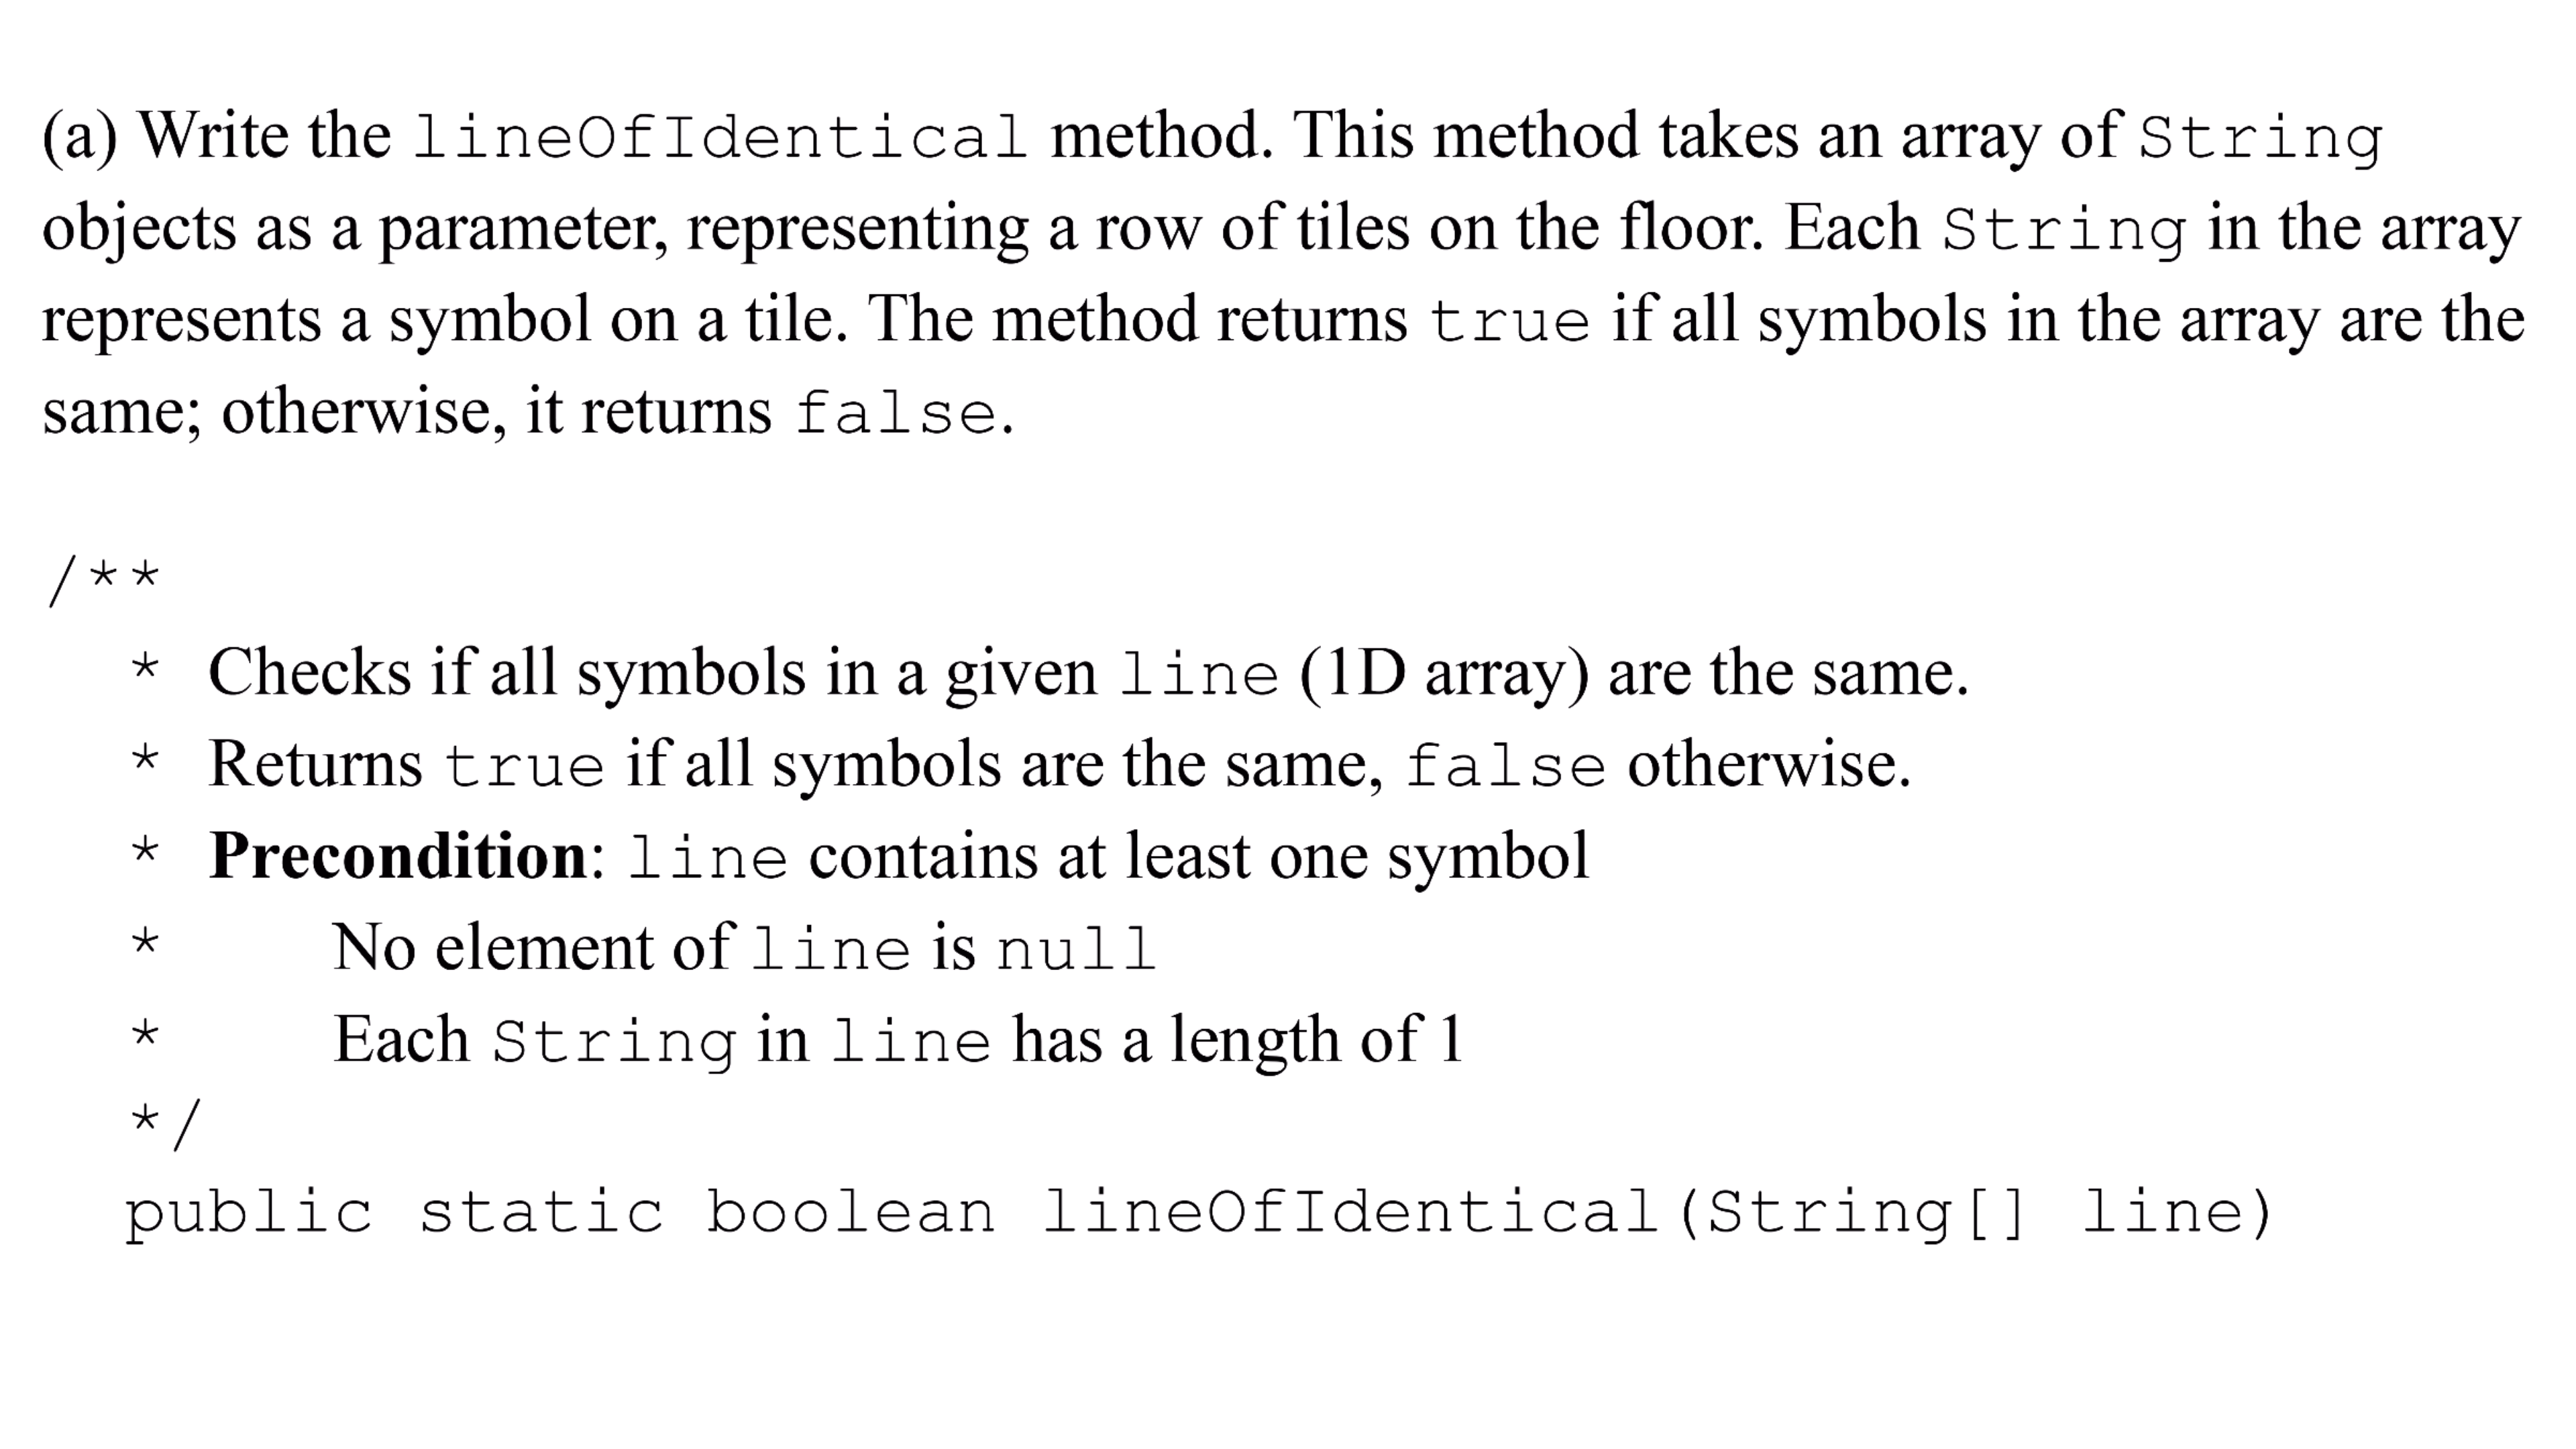 (a) Write the lineOfIdentical method. This method takes an array of String
objects as a parameter, representing a row of tiles on the floor. Each String in the array
represents a symbol on a tile. The method returns true if all symbols in the array are the
same; otherwise, it returns false.
/**
* Checks if all symbols in a given line (1D array) are the same.
* Returns true if all symbols are the same, false otherwise.
* Precondition: line contains at least one symbol
* No element of line is null
* Each String in line has a length of 1
*/
public static boolean lineOfIdentical(String[] line)